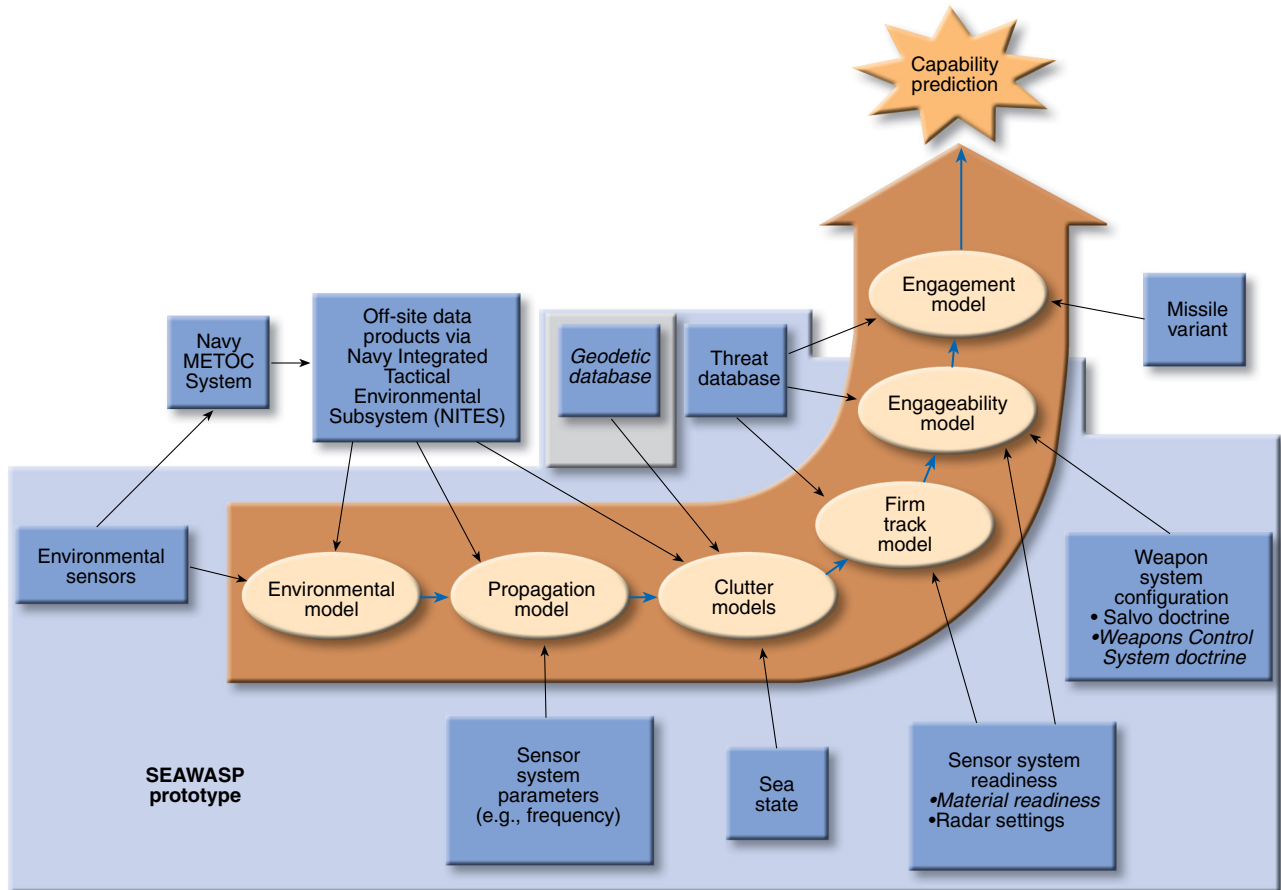 Capability
prediction
Engagement
model
Missile
variant
Navy
METOC
System
Off-site data
products via
Navy Integrated
Tactical
Environmental
Subsystem (NITES)
Geodetic
database
Threat
database
Engageability
model
Firm
track
model
Environmental
sensors
Environmental
model
Propagation
model
Clutter
models
Weapon
system
configuration
• Salvo doctrine
•Weapons Control
System doctrine
SEAWASP
prototype
Sensor
system
parameters
(e.g., frequency)
Sea
state
Sensor system
readiness
•Material readiness
•Radar settings